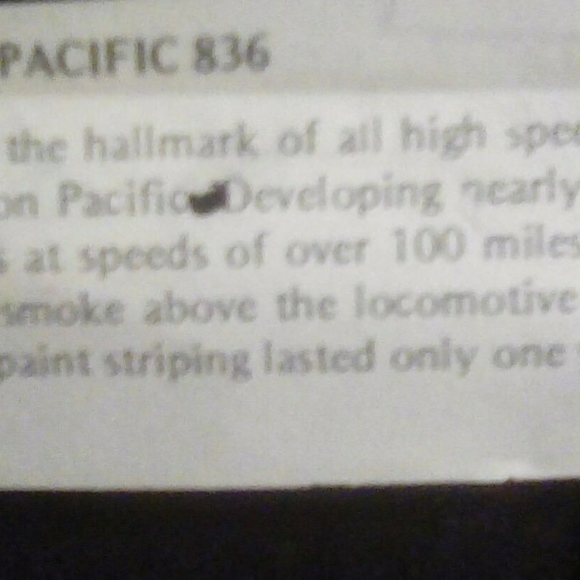 PACIFIC 836
the hallmark of all high spee
on Pacific Developing nearly
s at speeds of over 100 miles
smoke above the locomotive
paint striping lasted only one